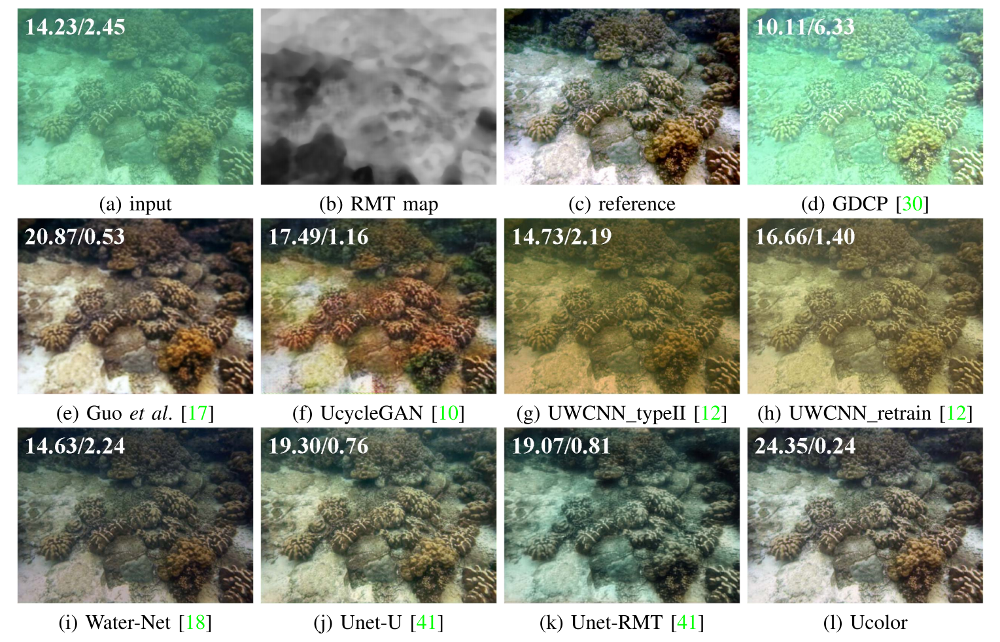 14.23/2.45
10.11/6.33
(a) input
(b) RMT map
(c) reference
(d) GDCP [30]
20.87/0.53
17.49/1.16
14.73/2.19
16.66/1.40
(e) Guo et al. [17]
(f) UcycleGAN [10]
(g) UWCNN_typeII [12]
(h) UWCNN_retrain [12]
14.63/2.24
19.30/0.76
19.07/0.81
24.35/0.24
(i) Water-Net [18]
(j) Unet-U [41]
(k) Unet-RMT [41]
(l) Ucolor